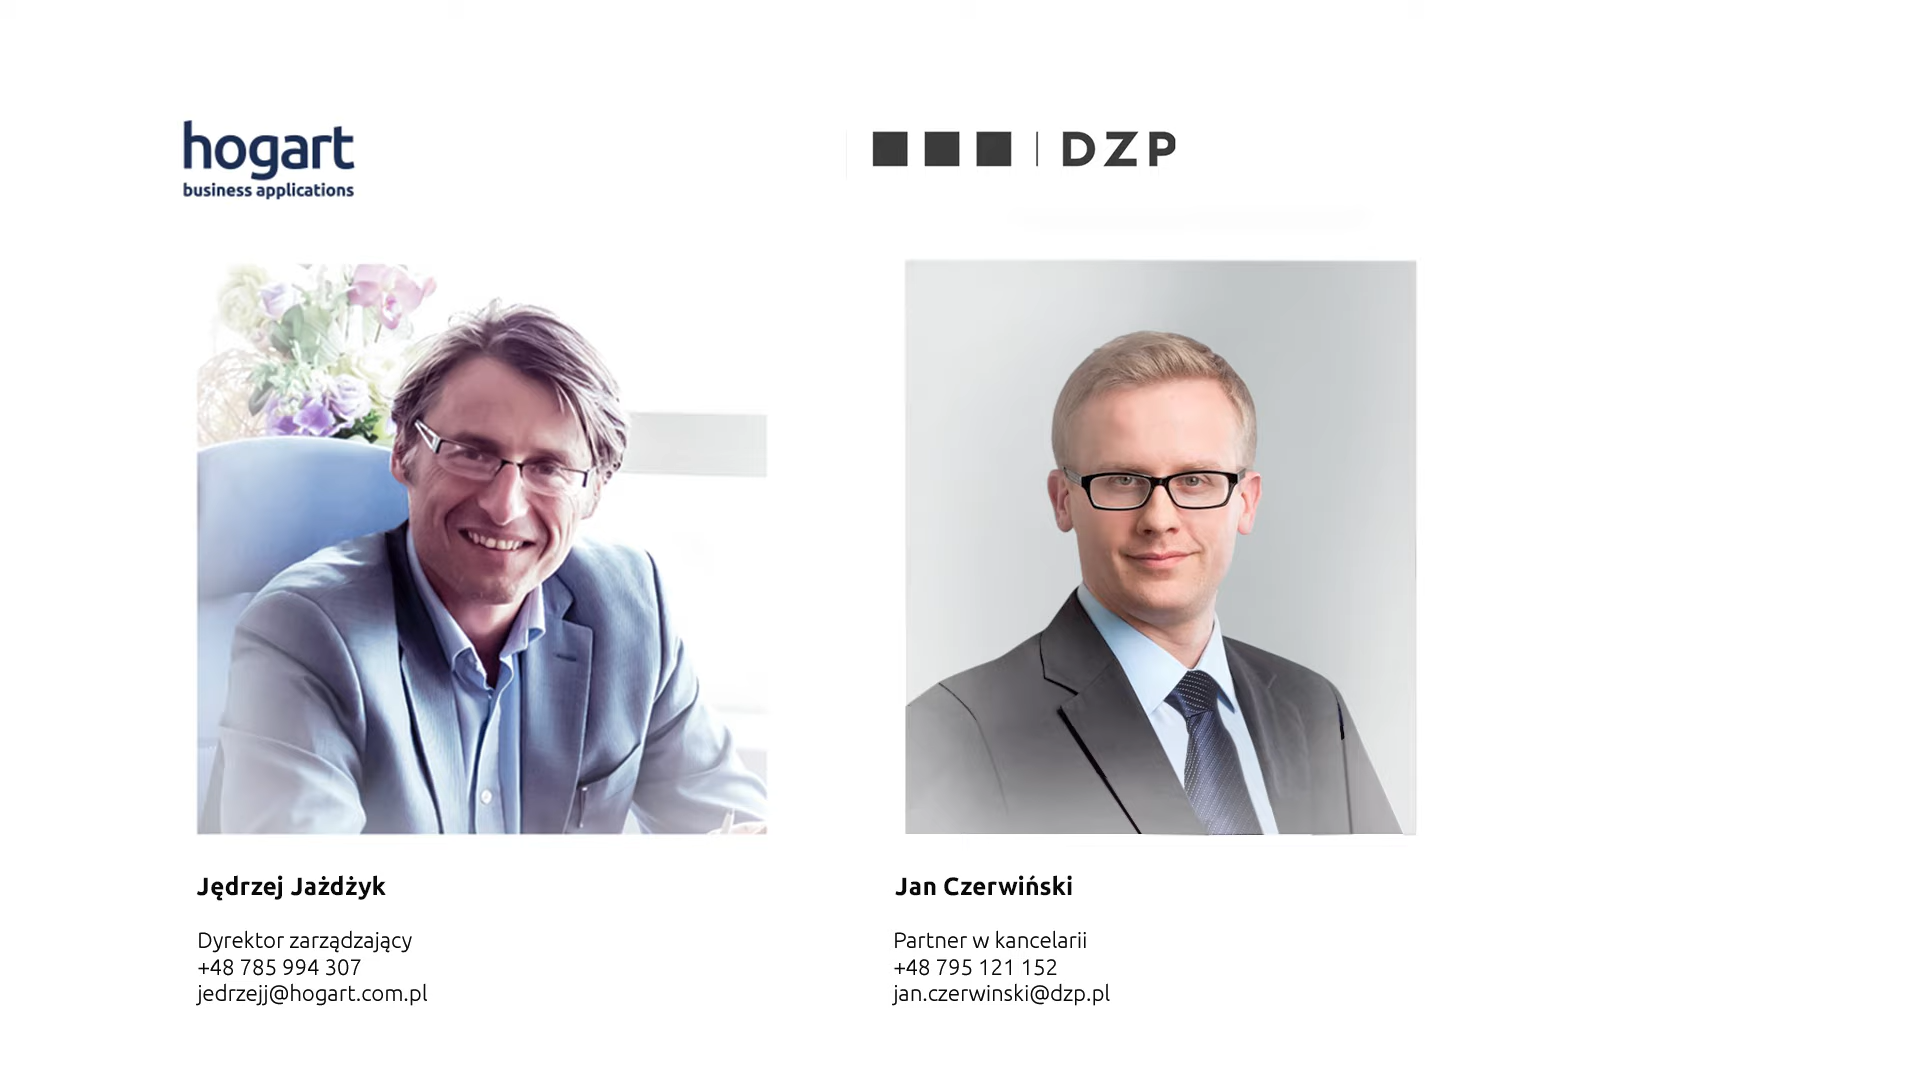 hogart
business applications
DZP
Jędrzej Jażdżyk
Dyrektor zarządzający
+48 785 994 307
jedrzejj@hogart.com.pl
Jan Czerwiński
Partner w kancelarii
+48 795 121 152
jan.czerwinski@dzp.pl